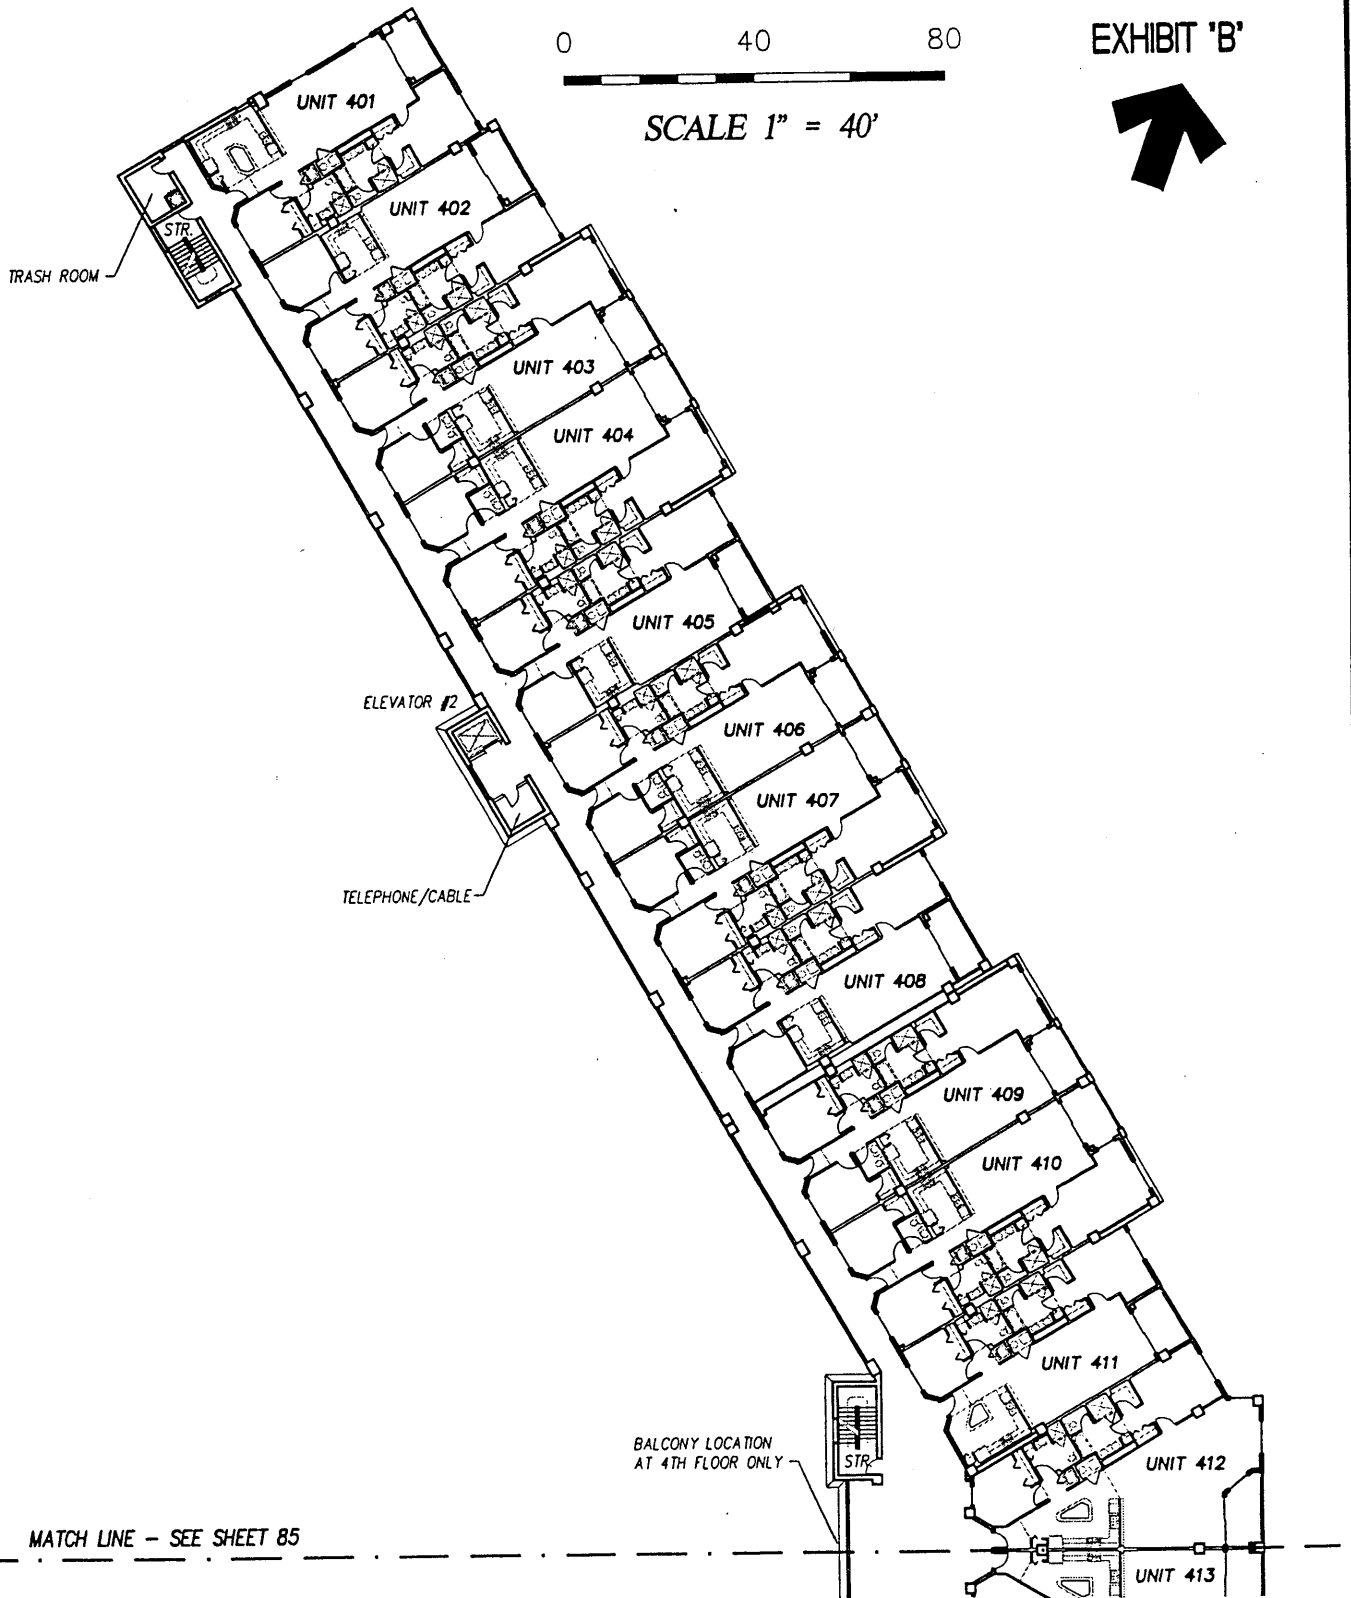 0 40 80
EXHIBIT 'B'
SCALE 1" = 40'
UNIT 401
UNIT 402
STR.
TRASH ROOM
UNIT 403
UNIT 404
UNIT 405
ELEVATOR #2
UNIT 406
UNIT 407
TELEPHONE/CABLE
UNIT 408
UNIT 409
UNIT 410
UNIT 411
BALCONY LOCATION
AT 4TH FLOOR ONLY
STR.
UNIT 412
MATCH LINE - SEE SHEET 85
UNIT 413